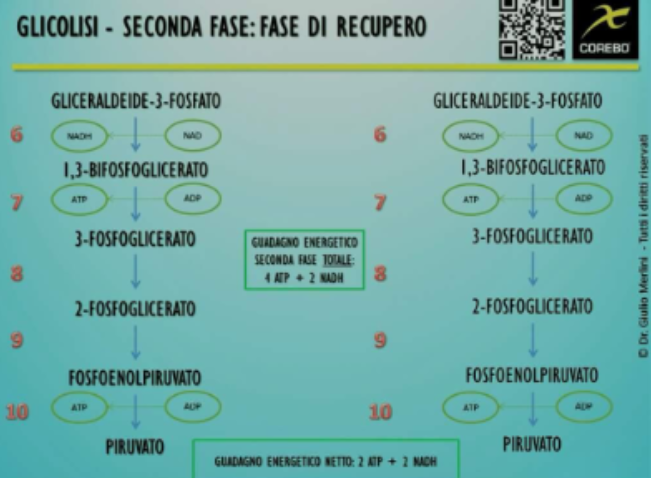 GLICOLISI - SECONDA FASE: FASE DI RECUPERO
COREBO
GLICERALDEIDE-3-FOSFATO
6
NADH
NAD
1,3-BIFOSFOGLICERATO
7
ATP
ADP
3-FOSFOGLICERATO
8
2-FOSFOGLICERATO
9
FOSFOENOLPIRUVATO
10
ATP
ADP
PIRUVATO
GUADAGNO ENERGETICO
SECONDA FASE TOTALE:
4 ATP + 2 NADH
GLICERALDEIDE-3-FOSFATO
6
NADH
NAD
1,3-BIFOSFOGLICERATO
7
ATP
ADP
3-FOSFOGLICERATO
8
2-FOSFOGLICERATO
9
FOSFOENOLPIRUVATO
10
ATP
ADP
PIRUVATO
GUADAGNO ENERGETICO NETTO: 2 ATP + 2 NADH
© Dr. Giulio Merlini - Tutti i diritti riservati